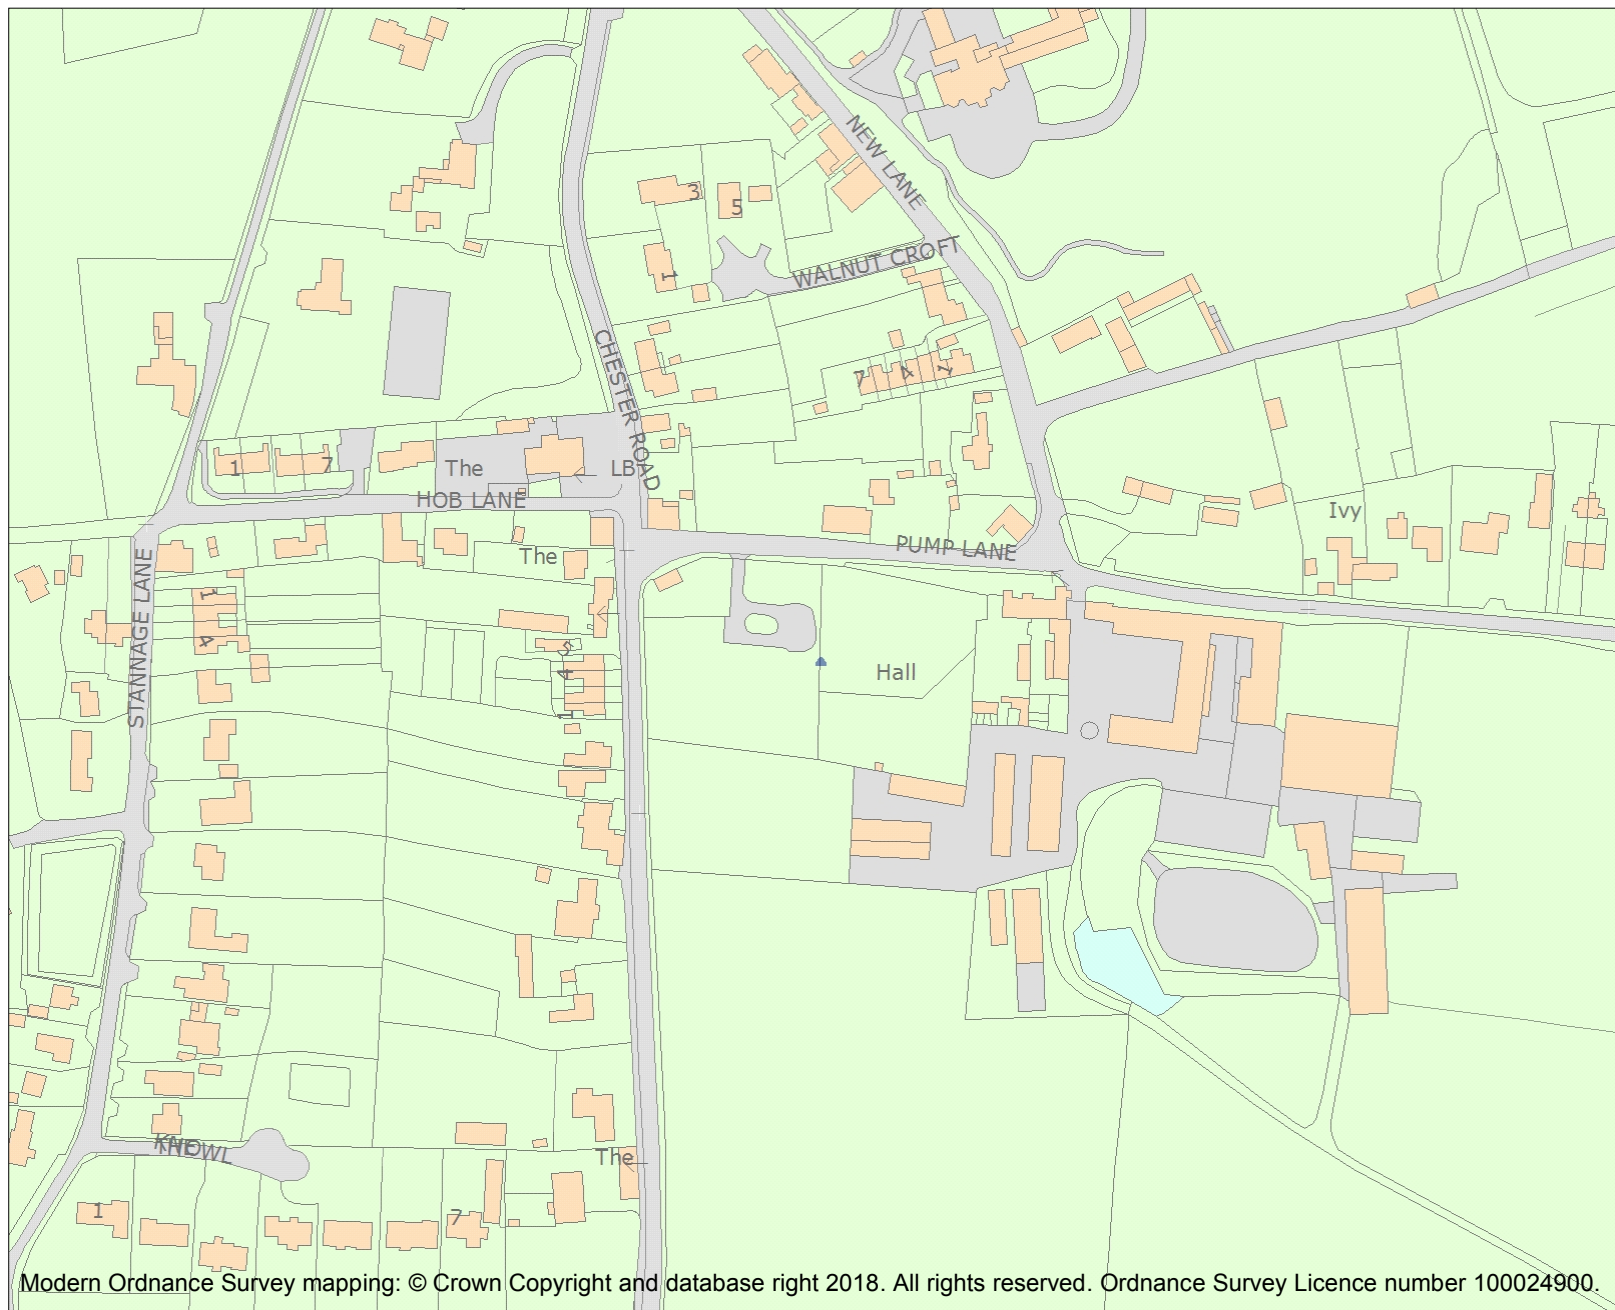 NEW LANE
3
5
1
WALNUT CROFT
CHESTER ROAD
7
4
1
1
7
The
LB
HOB LANE
Ivy
The
PUMP LANE
STANNAGE LANE
1
4
5
4
1
Hall
The
THE
KNOWL
1
7
Modern Ordnance Survey mapping: © Crown Copyright and database right 2018. All rights reserved. Ordnance Survey Licence number 100024900.